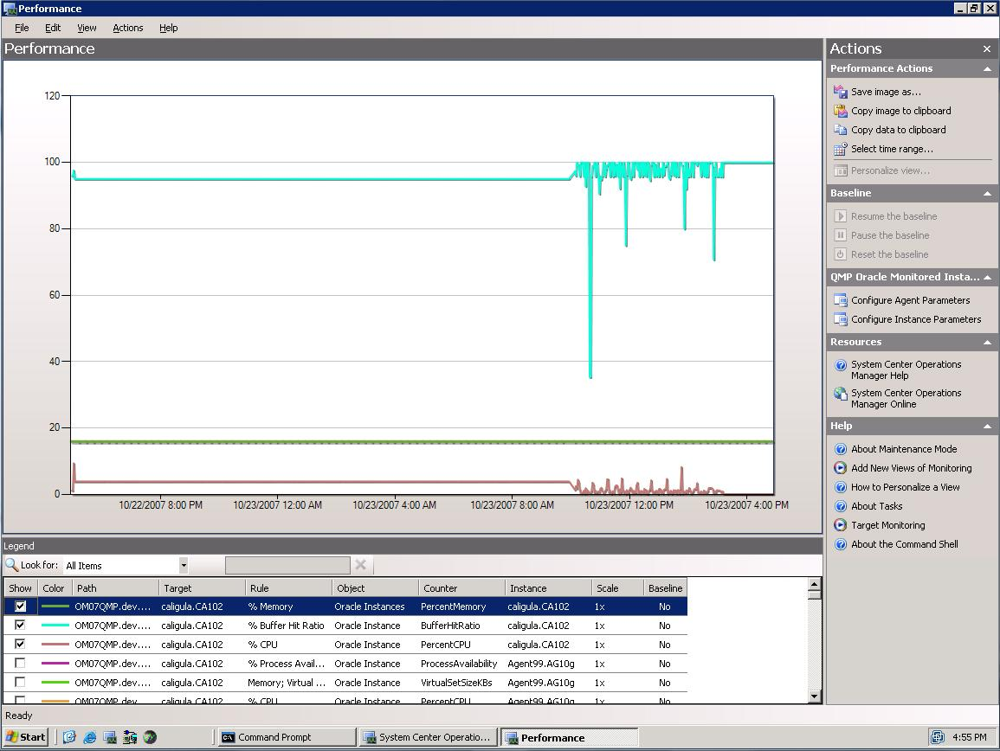 Performance
File Edit View Actions Help
Performance
120
100
80
60
40
20
0
10/22/2007 8:00 PM 10/23/2007 12:00 AM 10/23/2007 4:00 AM 10/23/2007 8:00 AM 10/23/2007 12:00 PM 10/23/2007 4:00 PM
Legend
Look for: All Items
Show Color Path Target Rule Object Counter Instance Scale Baseline
OM07QMP.dev.... caligula.CA102 % Memory Oracle Instances PercentMemory caligula.CA102 1x No
OM07QMP.dev.... caligula.CA102 % Buffer Hit Ratio Oracle Instance BufferHitRatio caligula.CA102 1x No
OM07QMP.dev.... caligula.CA102 % CPU Oracle Instance PercentCPU caligula.CA102 1x No
OM07QMP.dev.... caligula.CA102 % Process Avail... Oracle Instance ProcessAvailability Agent99.AG10g 1x No
OM07QMP.dev.... caligula.CA102 Memory; Virtual ... Oracle Instance VirtualSetSizeKBs Agent99.AG10g 1x No
OM07QMP.dev.... caligula.CA102 % CPU Oracle Instance PercentCPU Agent99.AG10g 1x No
Actions
Performance Actions
Save image as...
Copy image to clipboard
Copy data to clipboard
Select time range...
Personalize view...
Baseline
Resume the baseline
Pause the baseline
Reset the baseline
QMP Oracle Monitored Insta...
Configure Agent Parameters
Configure Instance Parameters
Resources
System Center Operations
Manager Help
System Center Operations
Manager Online
Help
About Maintenance Mode
Add New Views of Monitoring
How to Personalize a View
About Tasks
Target Monitoring
About the Command Shell
Ready
Start Command Prompt System Center Operatio... Performance 4:55 PM